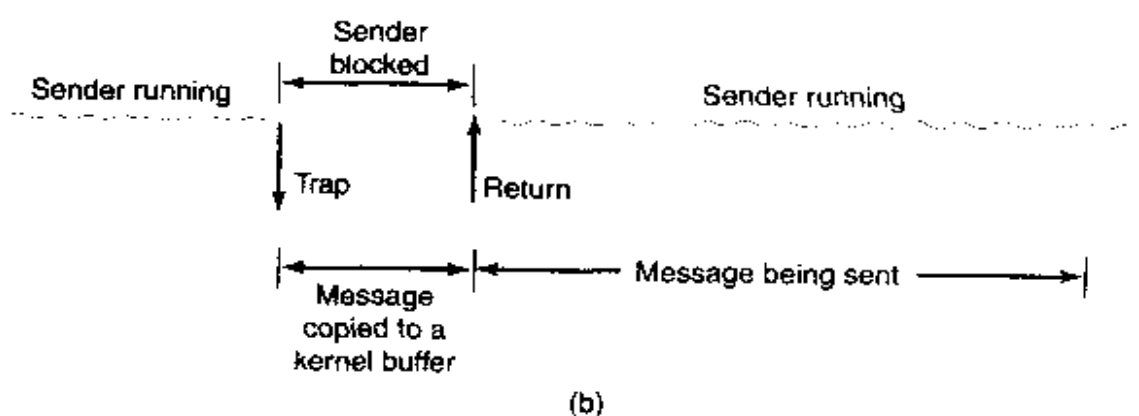 Sender
blocked
Sender running
Sender running
Trap
Return
Message being sent
Message
copied to a
kernel buffer
(b)